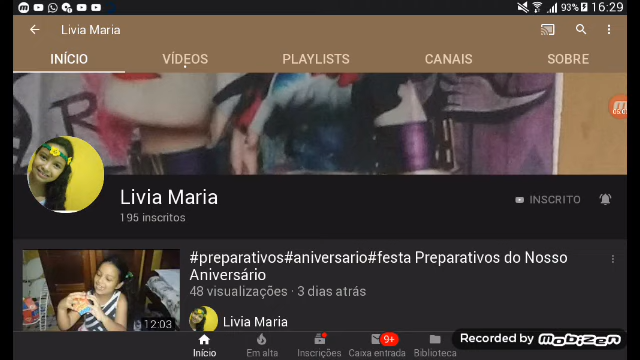 93% 16:29
Livia Maria
INÍCIO VÍDEOS PLAYLISTS CANAIS SOBRE
Livia Maria
195 inscritos
INSCRITO
#preparativos#aniversario#festa Preparativos do Nosso
Aniversário
48 visualizações · 3 dias atrás
12:03
Livia Maria
9+
Início Em alta Inscrições Caixa entrada Biblioteca
Recorded by MOBIZEN